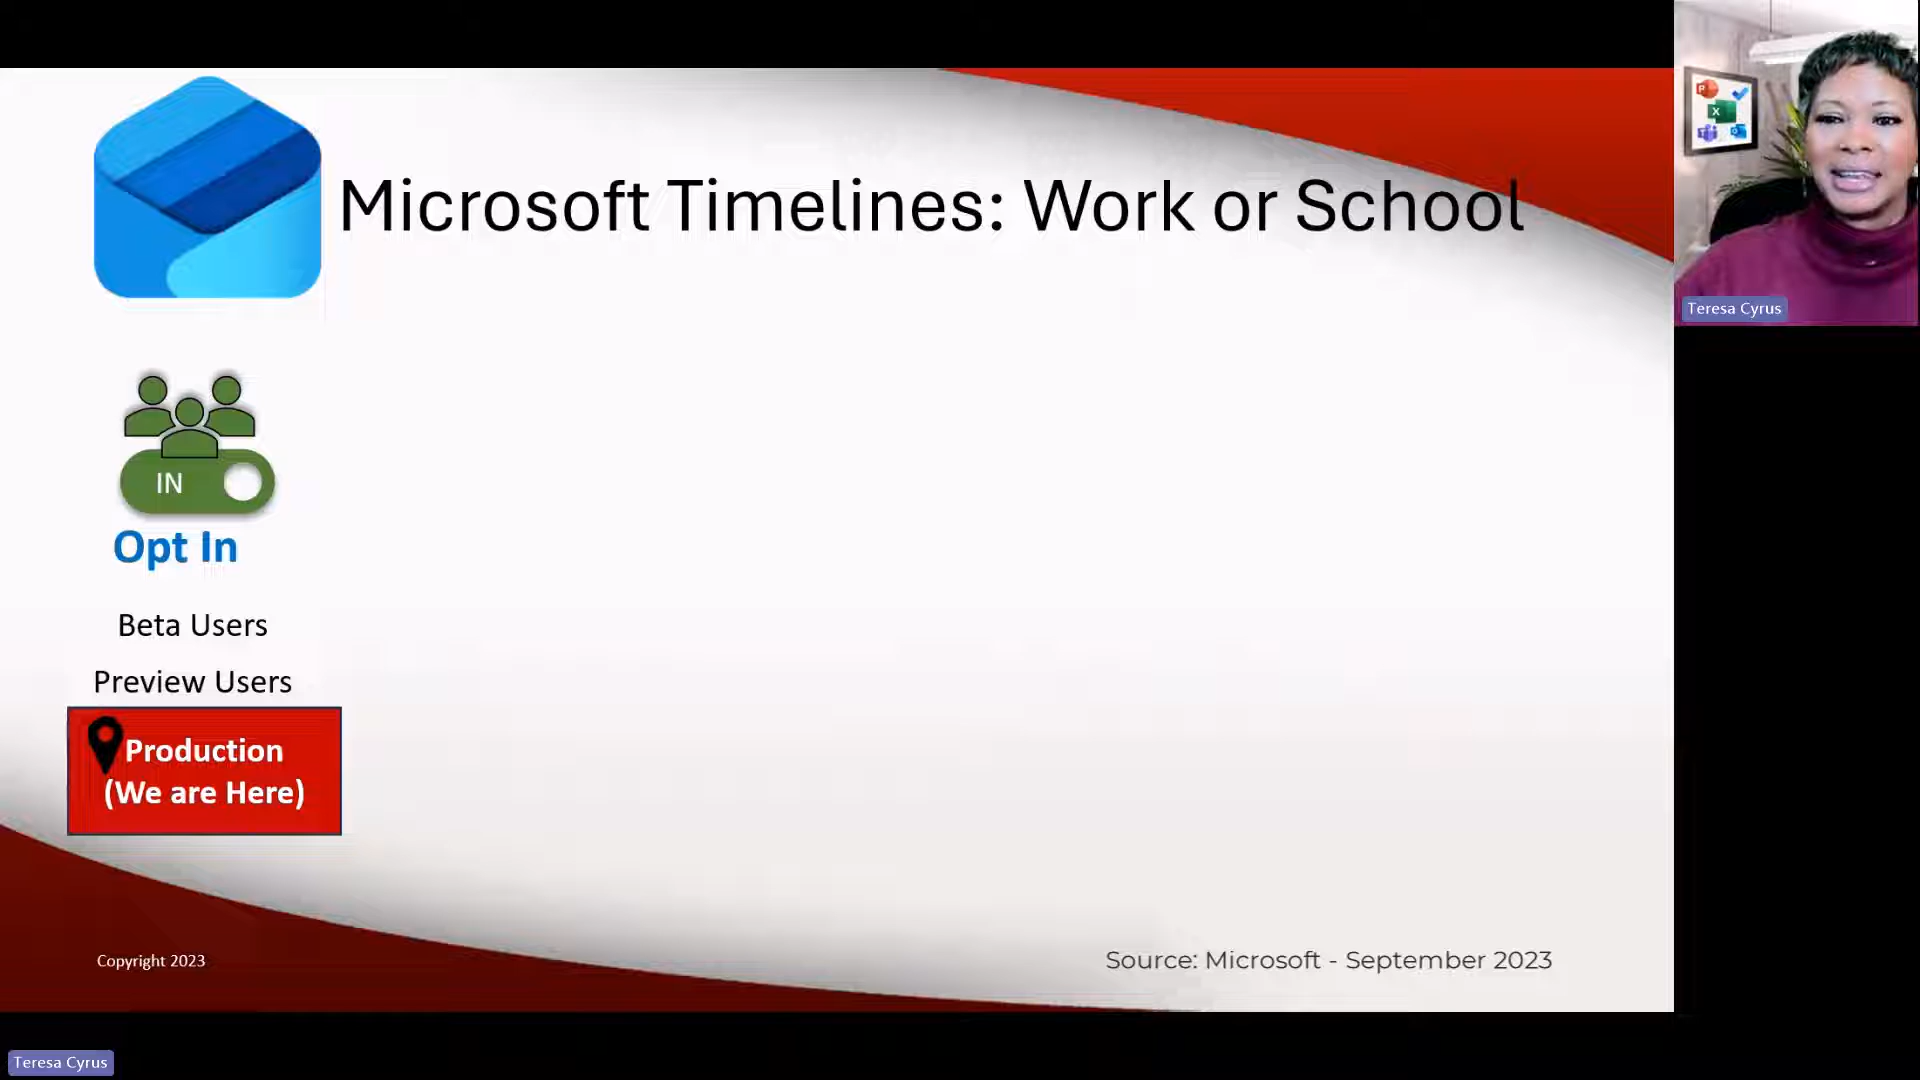 Microsoft Timelines: Work or School
IN
Opt In
Beta Users
Preview Users
Production
(We are Here)
Copyright 2023
Source: Microsoft - September 2023
P
X
Teresa Cyrus
Teresa Cyrus